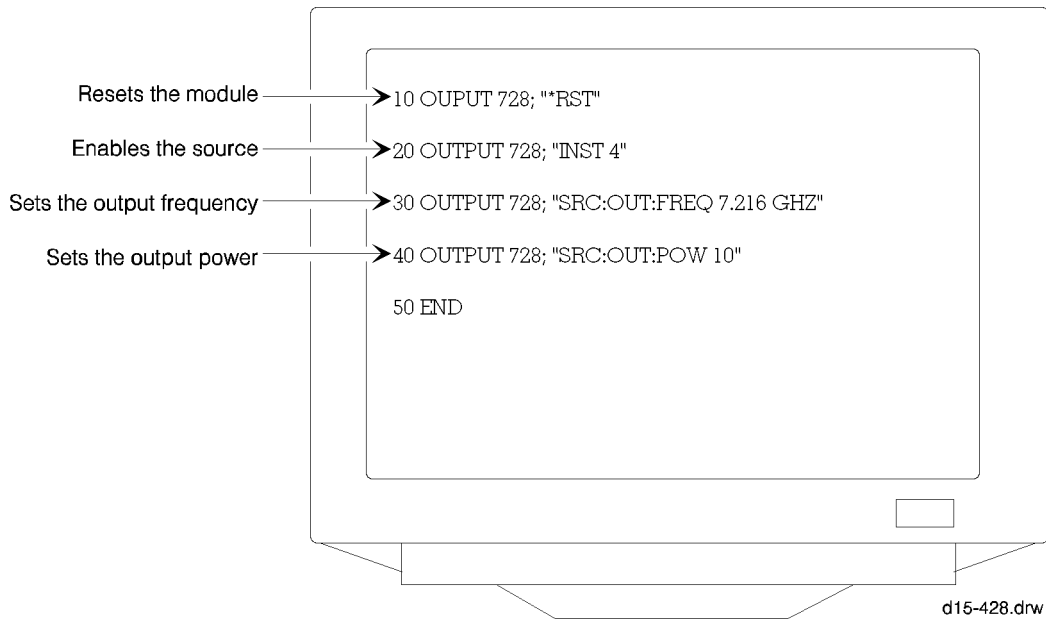 Resets the module
10 OUPUT 728; "*RST"
Enables the source
20 OUTPUT 728; "INST 4"
Sets the output frequency
30 OUTPUT 728; "SRC:OUT:FREQ 7.216 GHZ"
Sets the output power
40 OUTPUT 728; "SRC:OUT:POW 10"
50 END
d15-428.drw